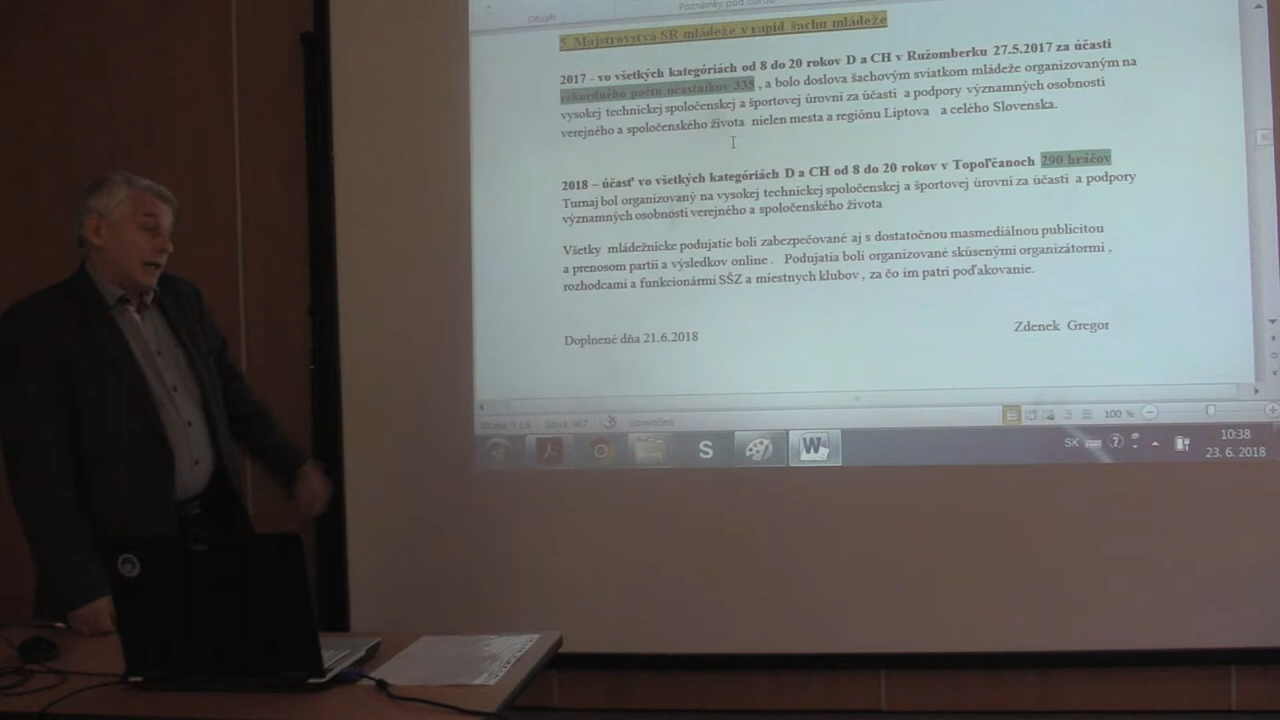 Obsah
Poznámky pod čiarou
5. Majstrovstvá SR mládeže v rapid šachu mládeže
2017 - vo všetkých kategóriách od 8 do 20 rokov D a CH v Ružomberku 27.5.2017 za účasti
rekordného počtu účastníkov 335 , a bolo doslova šachovým sviatkom mládeže organizovaným na
vysokej technickej spoločenskej a športovej úrovni za účasti a podpory významných osobností
verejného a spoločenského života nielen mesta a regiónu Liptova a celého Slovenska.
2018 – účasť vo všetkých kategóriách D a CH od 8 do 20 rokov v Topoľčanoch 290 hráčov
Turnaj bol organizovaný na vysokej technickej spoločenskej a športovej úrovni za účasti a podpory
významných osobností verejného a spoločenského života
Všetky mládežnícke podujatie boli zabezpečované aj s dostatočnou masmediálnou publicitou
a prenosom partií a výsledkov online . Podujatia boli organizované skúsenými organizátormi ,
rozhodcami a funkcionármi SŠZ a miestnych klubov , za čo im patrí poďakovanie.
Doplnené dňa 21.6.2018
Zdenek Gregor
slovenčina
100 %
S
W
SK
10:38
23. 6. 2018